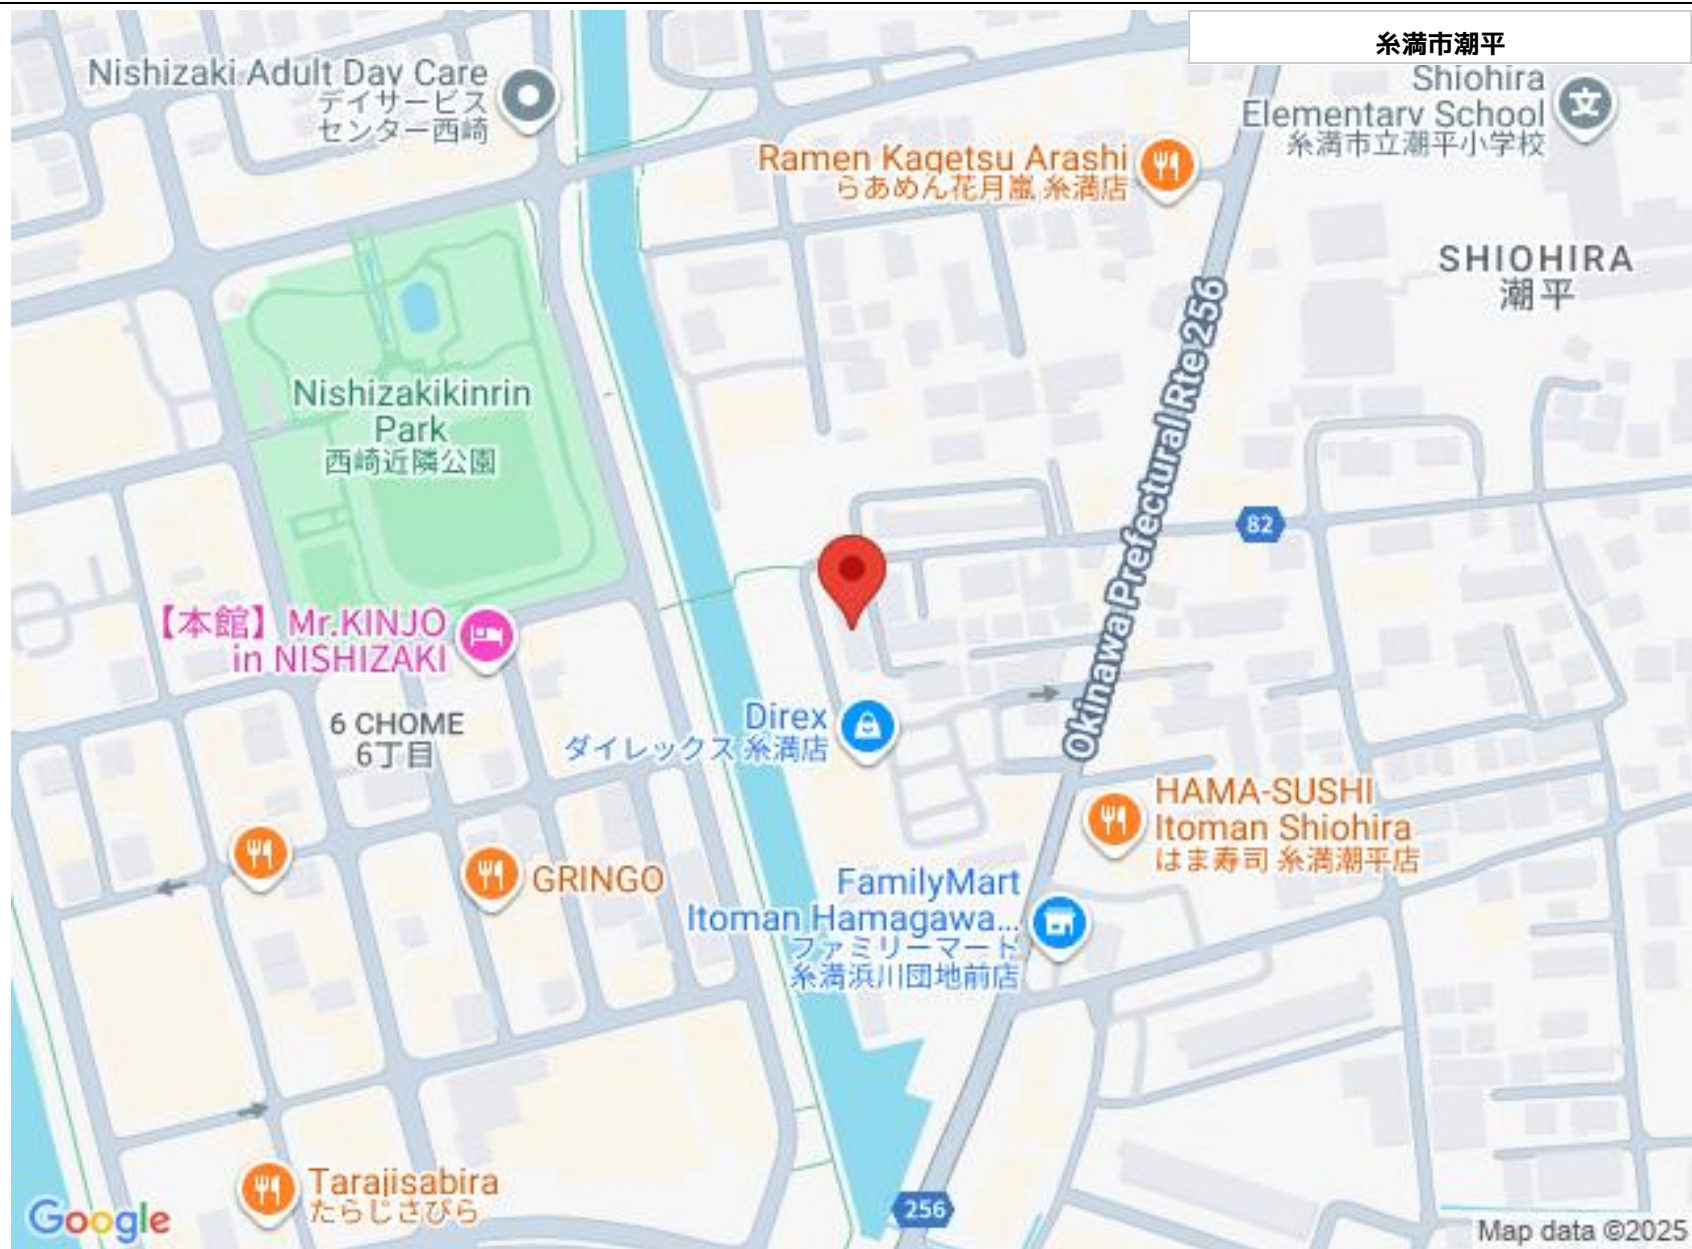 糸満市潮平
Nishizaki Adult Day Care
デイサービス
センター西崎
Shiohira
Elementary School
糸満市立潮平小学校
Ramen Kagetsu Arashi
らあめん花月嵐 糸満店
SHIOHIRA
潮平
Okinawa Prefectural Rte 256
Nishizakikinrin
Park
西崎近隣公園
82
【本館】Mr.KINJO
in NISHIZAKI
6 CHOME
6丁目
Direx
ダイレックス 糸満店
HAMA-SUSHI
Itoman Shiohira
はま寿司 糸満潮平店
GRINGO
FamilyMart
Itoman Hamagawa...
ファミリーマート
糸満浜川団地前店
Tarajisabira
たらじさびら
256
Google
Map data ©2025